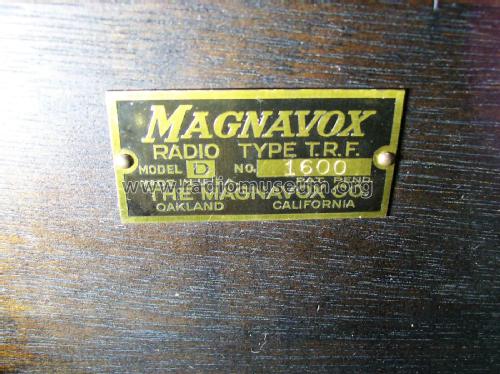 MAGNAVOX
RADIO TYPE T.R.F.
MODEL D NO. 1600
PAT. PEND.
www.radiomuseum.org
THE MAGNAVOX CO.
OAKLAND CALIFORNIA